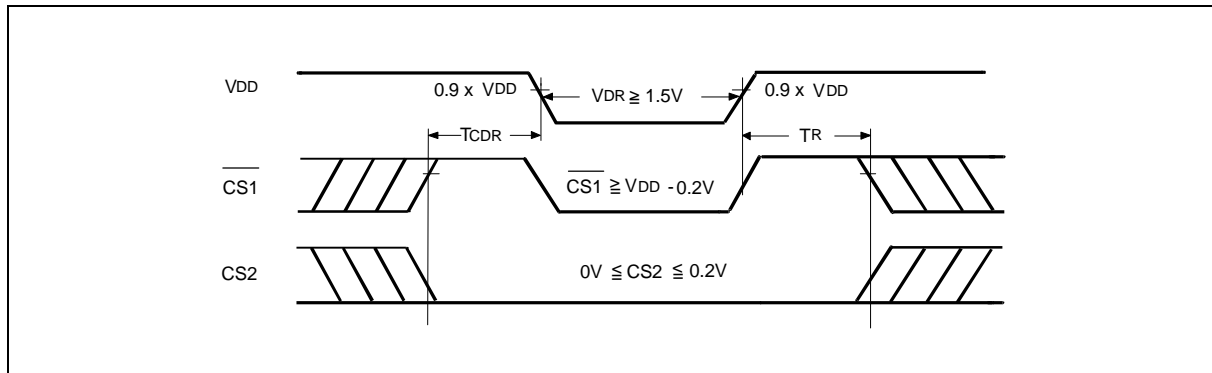 VDD
0.9 x VDD
VDR ≧ 1.5V
0.9 x VDD
TCDR
TR
CS1
CS1 ≧ VDD - 0.2V
CS2
0V ≦ CS2 ≦ 0.2V